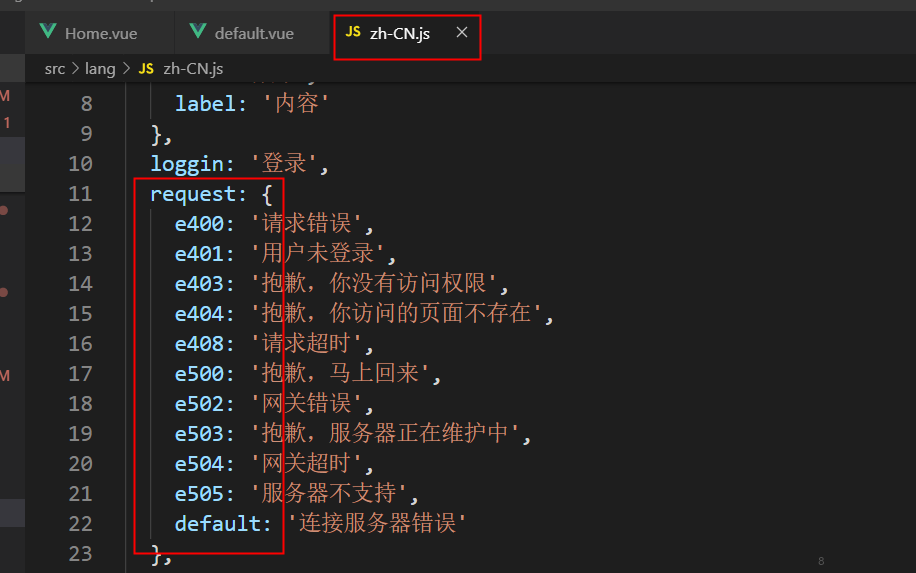 Home.vue
default.vue
JS zh-CN.js
src > lang > JS zh-CN.js
M
1
8 label: '内容'
9 },
10 loggin: '登录',
11 request: {
12 e400: '请求错误',
13 e401: '用户未登录',
14 e403: '抱歉，你没有访问权限',
15 e404: '抱歉，你访问的页面不存在',
16 e408: '请求超时',
M
17 e500: '抱歉，马上回来',
18 e502: '网关错误',
19 e503: '抱歉，服务器正在维护中',
20 e504: '网关超时',
21 e505: '服务器不支持',
22 default: '连接服务器错误'
23 },
8